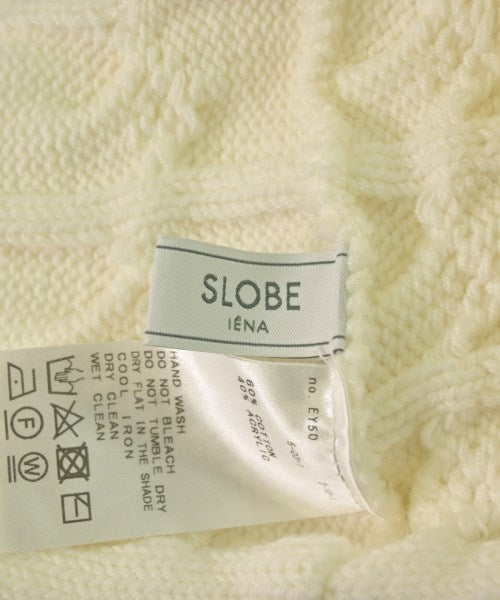 SLOBE
IÉNA
HAND WASH
DO NOT BLEACH
DO NOT TUMBLE DRY
DRY FLAT IN THE SHADE
COOL IRON
DRY CLEAN
WET CLEAN
F
W
60% COTTON
40% ACRYLIC
no. EY50